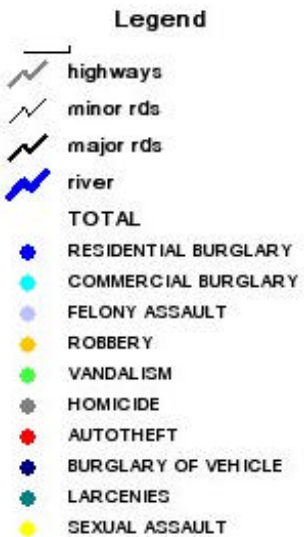 Legend
highways
minor rds
major rds
river
TOTAL
RESIDENTIAL BURGLARY
COMMERCIAL BURGLARY
FELONY ASSAULT
ROBBERY
VANDALISM
HOMICIDE
AUTOTHEFT
BURGLARY OF VEHICLE
LARCENIES
SEXUAL ASSAULT